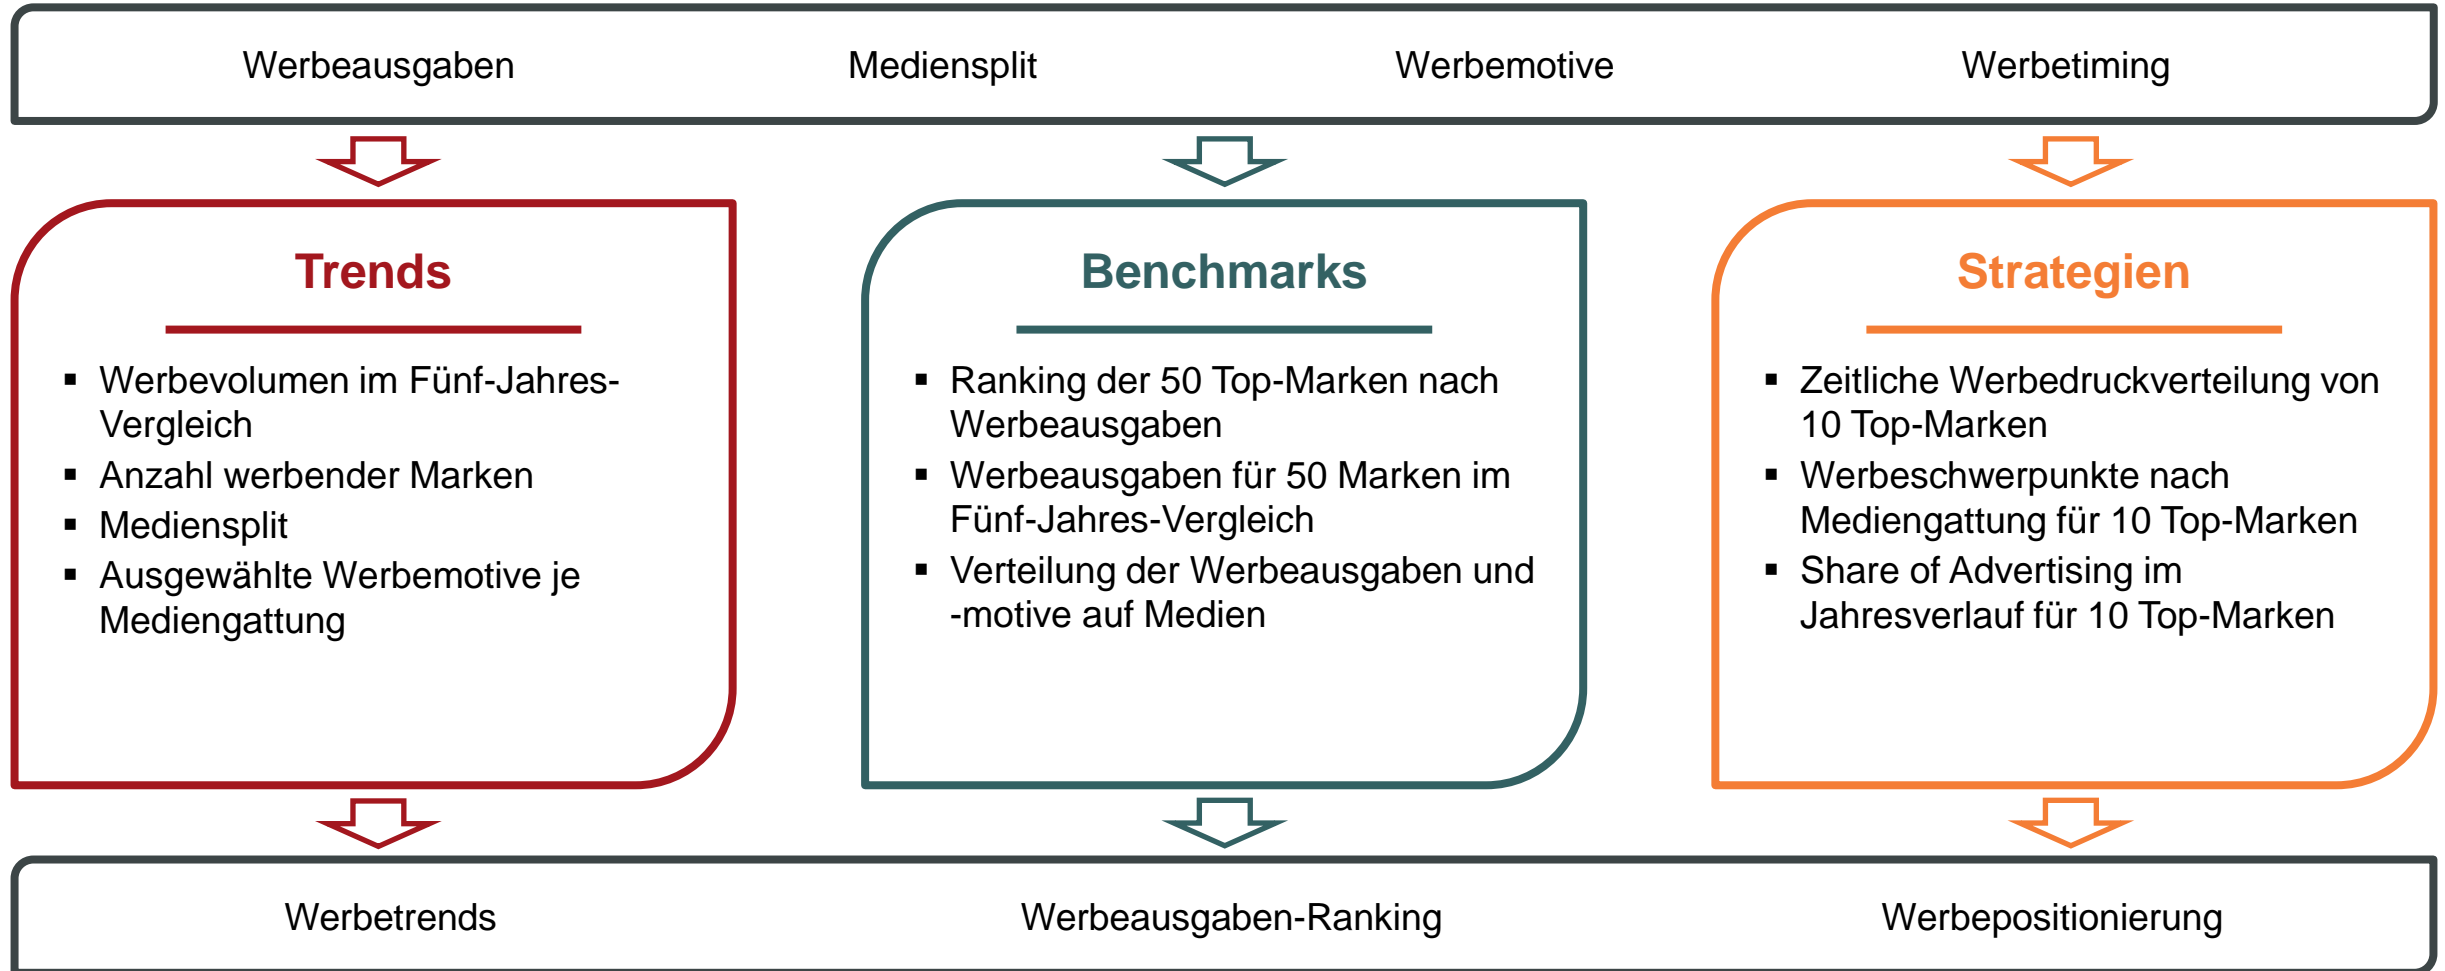 Werbeausgaben Mediensplit Werbemotive Werbetiming
Trends
▪ Werbevolumen im Fünf-Jahres-
Vergleich
▪ Anzahl werbender Marken
▪ Mediensplit
▪ Ausgewählte Werbemotive je
Mediengattung
Benchmarks
▪ Ranking der 50 Top-Marken nach
Werbeausgaben
▪ Werbeausgaben für 50 Marken im
Fünf-Jahres-Vergleich
▪ Verteilung der Werbeausgaben und
-motive auf Medien
Strategien
▪ Zeitliche Werbedruckverteilung von
10 Top-Marken
▪ Werbeschwerpunkte nach
Mediengattung für 10 Top-Marken
▪ Share of Advertising im
Jahresverlauf für 10 Top-Marken
Werbetrends Werbeausgaben-Ranking Werbepositionierung